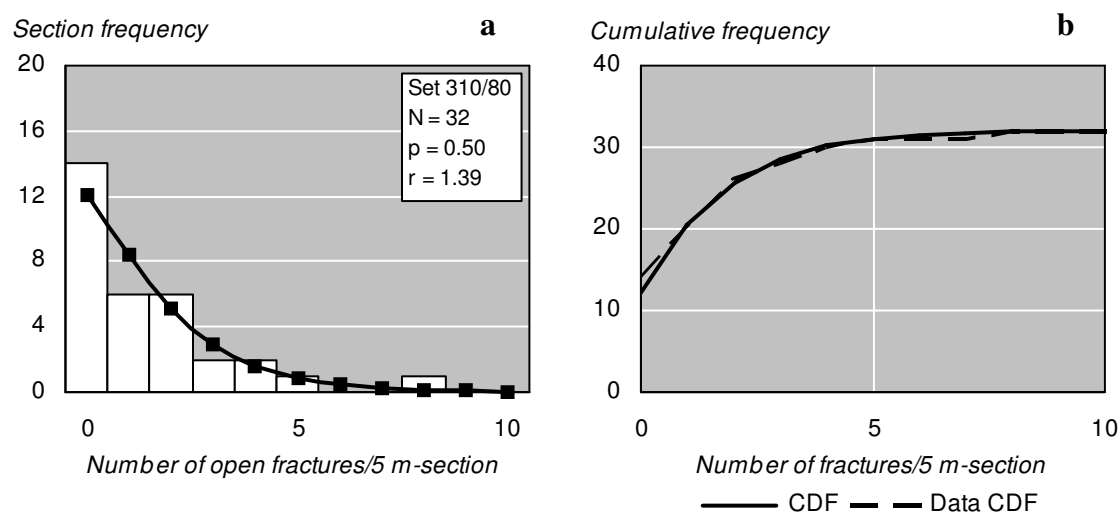 Section frequency
a
20
16
12
8
4
0
Set 310/80
N = 32
p = 0.50
r = 1.39
0 5 10
Number of open fractures/5 m-section
Cumulative frequency
b
40
30
20
10
0
0 5 10
Number of fractures/5 m-section
CDF Data CDF